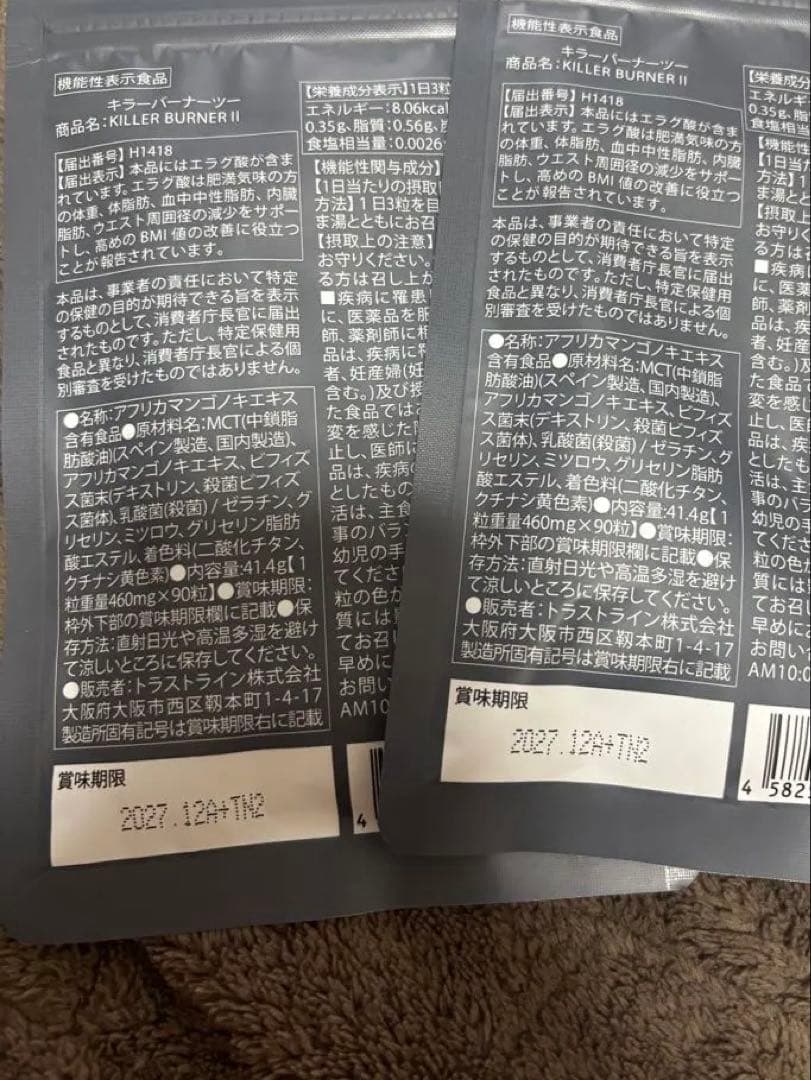 機能性表示食品
キラーバーナーツー
商品名:KILLER BURNER II
【届出番号】H1418
【届出表示】本品にはエラグ酸が含ま
れています。エラグ酸は肥満気味の方
の体重、体脂肪、血中中性脂肪、内臓
脂肪、ウエスト周囲径の減少をサポー
トし、高めの BMI 値の改善に役立つ
ことが報告されています。
本品は、事業者の責任において特定
の保健の目的が期待できる旨を表示
するものとして、消費者庁長官に届出
されたものです。ただし、特定保健用
食品と異なり、消費者庁長官による個
別審査を受けたものではありません。
●名称:アフリカマンゴノキエキス
含有食品●原材料名:MCT(中鎖脂
肪酸油)(スペイン製造、国内製造)、
アフリカマンゴノキエキス、ビフィズ
ス菌末(デキストリン、殺菌ビフィズ
ス菌体)、乳酸菌(殺菌) / ゼラチン、グ
リセリン、ミツロウ、グリセリン脂肪
酸エステル、着色料(二酸化チタン、
クチナシ黄色素)●内容量:41.4g【1
粒重量460mg×90粒】●賞味期限:
枠外下部の賞味期限欄に記載●保
存方法:直射日光や高温多湿を避け
て涼しいところに保存してください。
●販売者:トラストライン株式会社
大阪府大阪市西区靱本町1-4-17
製造所固有記号は賞味期限右に記載
賞味期限
2027.12A+TN2
【栄養成分表示】1日3粒
エネルギー:8.06kcal
0.35g、脂質:0.56g、
食塩相当量:0.0026
【機能性関与成分】
【1日当たりの摂取
方法】1日3粒を目
ま湯とともにお召
【摂取上の注意】
お守りください。
る方は召し上が
■疾病に罹患
に、医薬品を服
師、薬剤師に相
品は、疾病に罹
者、妊産婦(妊
含む。)及び授
た食品ではご
変を感じた際
止し、医師に
品は、疾病の
としたもの
活は、主食
事のバラン
幼児の手
てくださ
粒の色が
質には
てお召
早めに
お問い
AM10
4
機能性表示食品
キラーバーナーツー
商品名:KILLER BURNER II
【届出番号】H1418
【届出表示】本品にはエラグ酸が含ま
れています。エラグ酸は肥満気味の方
の体重、体脂肪、血中中性脂肪、内臓
脂肪、ウエスト周囲径の減少をサポー
トし、高めの BMI 値の改善に役立つ
ことが報告されています。
本品は、事業者の責任において特定
の保健の目的が期待できる旨を表示
するものとして、消費者庁長官に届出
されたものです。ただし、特定保健用
食品と異なり、消費者庁長官による個
別審査を受けたものではありません。
●名称:アフリカマンゴノキエキス
含有食品●原材料名:MCT(中鎖脂
肪酸油)(スペイン製造、国内製造)、
アフリカマンゴノキエキス、ビフィズ
ス菌末(デキストリン、殺菌ビフィズ
ス菌体)、乳酸菌(殺菌) / ゼラチン、グ
リセリン、ミツロウ、グリセリン脂肪
酸エステル、着色料(二酸化チタン、
クチナシ黄色素)●内容量:41.4g【1
粒重量460mg×90粒】●賞味期限:
枠外下部の賞味期限欄に記載●保
存方法:直射日光や高温多湿を避け
て涼しいところに保存してください。
●販売者:トラストライン株式会社
大阪府大阪市西区靱本町1-4-17
製造所固有記号は賞味期限右に記載
賞味期限
2027.12A+TN2
【栄養成分
エネルギ
0.35g、脂
食塩相当
【機能性
【1日当た
方法】1
ま湯とと
【摂取
お守りく
る方は
■疾病
に、医薬
師、薬剤
品は、疾
者、妊産
含む。)
た食品
変を感
止し、医
品は、疾
としたも
活は、主
事のバ
幼児の
てくだ
粒の色
質には
てお召
早めに
お問い
AM10:0
4 582